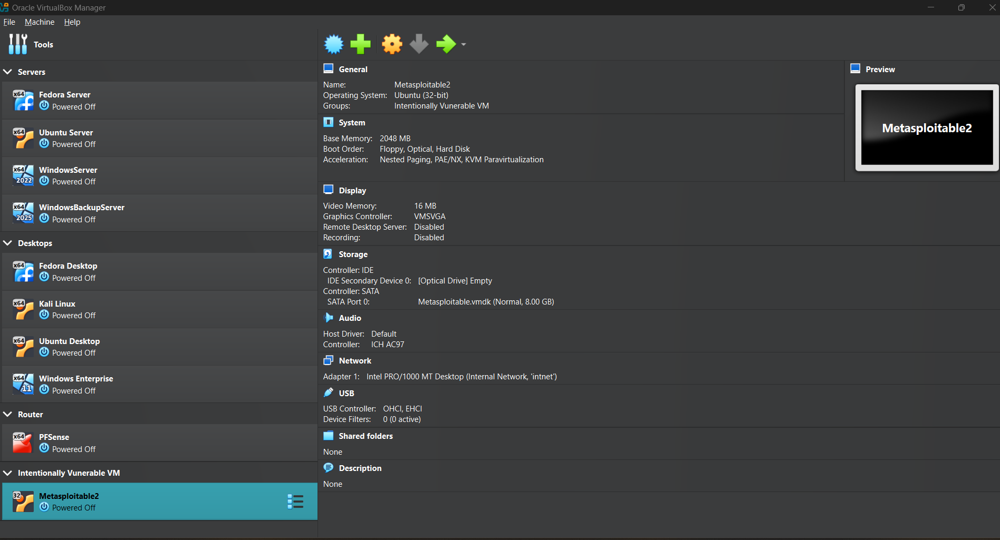 Oracle VirtualBox Manager
File Machine Help
Tools
Servers
x64
Fedora Server
Powered Off
x64
Ubuntu Server
Powered Off
x64
2022
WindowsServer
Powered Off
x64
2025
WindowsBackupServer
Powered Off
Desktops
x64
Fedora Desktop
Powered Off
x64
Kali Linux
Powered Off
x64
Ubuntu Desktop
Powered Off
x64
11
Windows Enterprise
Powered Off
Router
x64
PFSense
Powered Off
Intentionally Vunerable VM
32
Metasploitable2
Powered Off
General
Name: Metasploitable2
Operating System: Ubuntu (32-bit)
Groups: Intentionally Vunerable VM
System
Base Memory: 2048 MB
Boot Order: Floppy, Optical, Hard Disk
Acceleration: Nested Paging, PAE/NX, KVM Paravirtualization
Preview
Metasploitable2
Display
Video Memory: 16 MB
Graphics Controller: VMSVGA
Remote Desktop Server: Disabled
Recording: Disabled
Storage
Controller: IDE
IDE Secondary Device 0: [Optical Drive] Empty
Controller: SATA
SATA Port 0: Metasploitable.vmdk (Normal, 8.00 GB)
Audio
Host Driver: Default
Controller: ICH AC97
Network
Adapter 1: Intel PRO/1000 MT Desktop (Internal Network, 'intnet')
USB
USB Controller: OHCI, EHCI
Device Filters: 0 (0 active)
Shared folders
None
Description
None